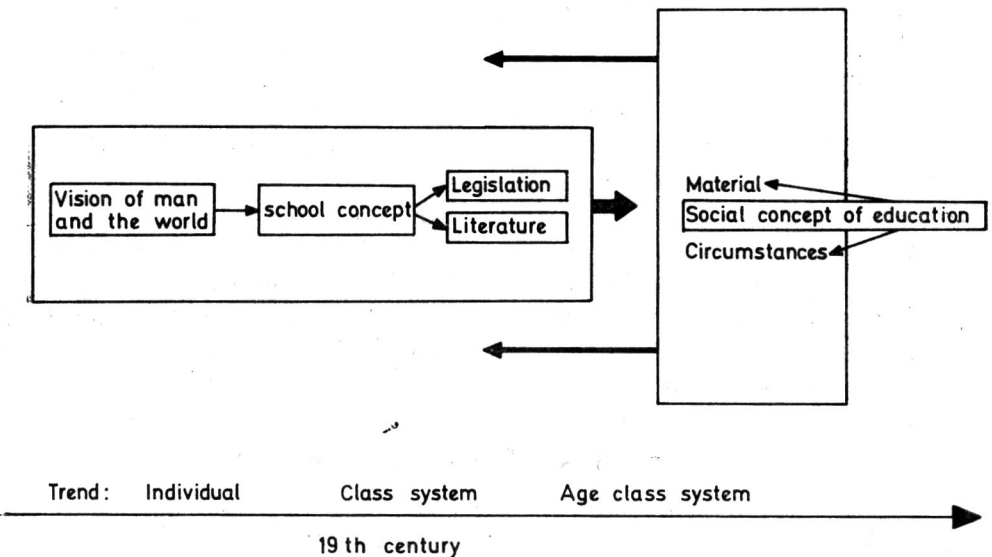 Vision of man
and the world
school concept
Legislation
Literature
Material
Social concept of education
Circumstances
Trend: Individual Class system Age class system
19 th century